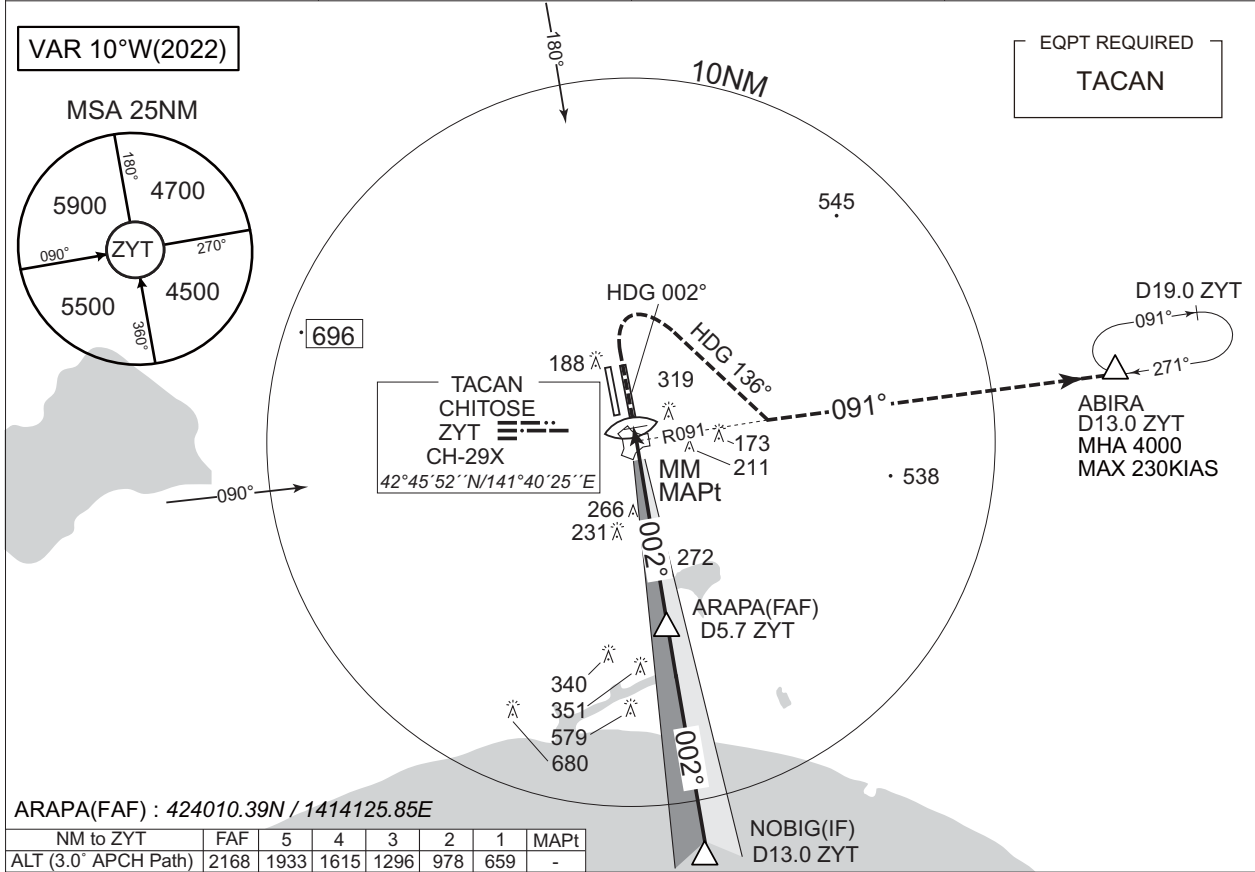 VAR 10°W(2022)
EQPT REQUIRED
TACAN
MSA 25NM
180°
5900
4700
090°
ZYT
270°
5500
4500
360°
180°
10NM
545
696
HDG 002°
HDG 136°
188
319
TACAN
CHITOSE
ZYT
CH-29X
42°45´52´´N/141°40´25´´E
R091
173
211
MM
MAPt
091°
D19.0 ZYT
091°
271°
ABIRA
D13.0 ZYT
MHA 4000
MAX 230KIAS
538
090°
266
231
002°
272
ARAPA(FAF)
D5.7 ZYT
340
351
579
680
002°
NOBIG(IF)
D13.0 ZYT
ARAPA(FAF) : 424010.39N / 1414125.85E
NM to ZYT FAF 5 4 3 2 1 MAPt
ALT (3.0° APCH Path) 2168 1933 1615 1296 978 659 -